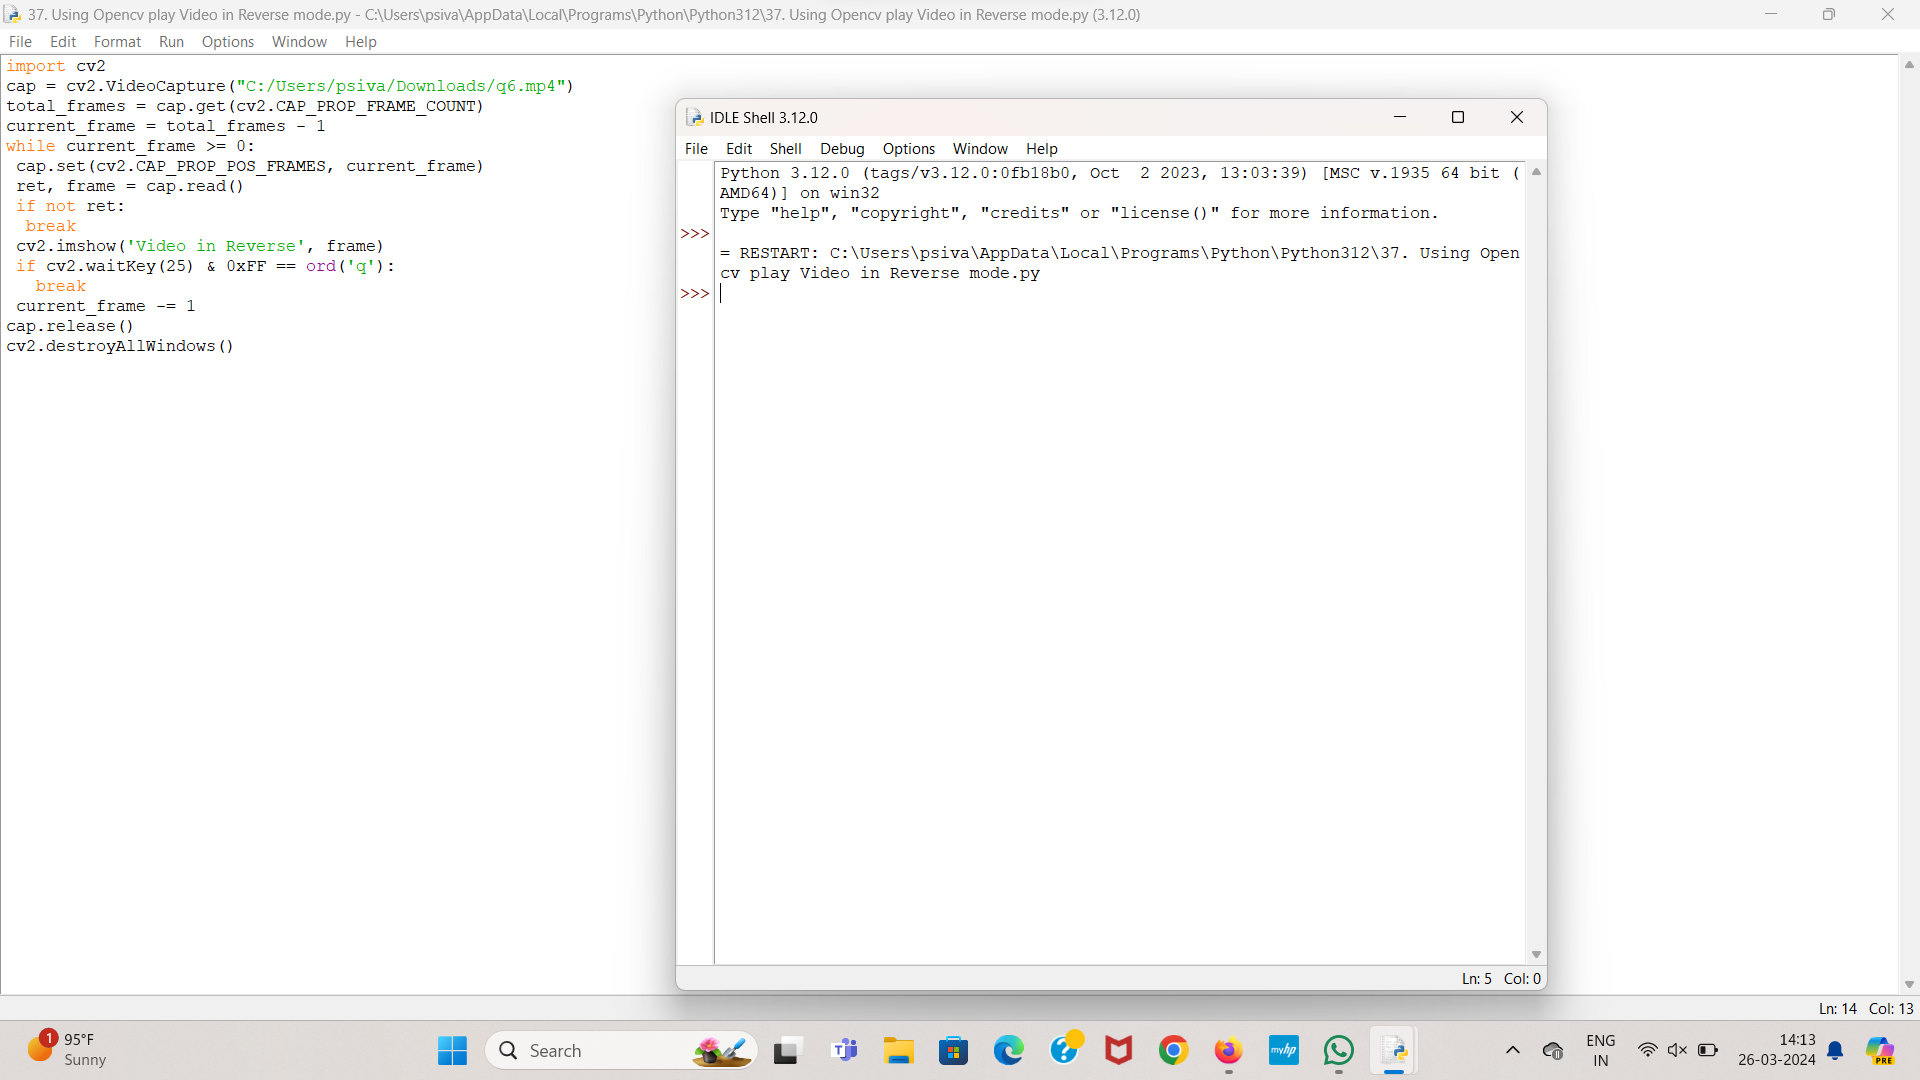 37. Using Opencv play Video in Reverse mode.py - C:\Users\psiva\AppData\Local\Programs\Python\Python312\37. Using Opencv play Video in Reverse mode.py (3.12.0)
File Edit Format Run Options Window Help
import cv2
cap = cv2.VideoCapture("C:/Users/psiva/Downloads/q6.mp4")
total_frames = cap.get(cv2.CAP_PROP_FRAME_COUNT)
current_frame = total_frames - 1
while current_frame >= 0:
 cap.set(cv2.CAP_PROP_POS_FRAMES, current_frame)
 ret, frame = cap.read()
 if not ret:
  break
 cv2.imshow('Video in Reverse', frame)
 if cv2.waitKey(25) & 0xFF == ord('q'):
   break
 current_frame -= 1
cap.release()
cv2.destroyAllWindows()
IDLE Shell 3.12.0
File Edit Shell Debug Options Window Help
Python 3.12.0 (tags/v3.12.0:0fb18b0, Oct  2 2023, 13:03:39) [MSC v.1935 64 bit (
AMD64)] on win32
Type "help", "copyright", "credits" or "license()" for more information.
>>>
= RESTART: C:\Users\psiva\AppData\Local\Programs\Python\Python312\37. Using Open
cv play Video in Reverse mode.py
>>>
Ln: 5 Col: 0
Ln: 14 Col: 13
1
95°F
Sunny
Search
myhp
ENG
IN
14:13
26-03-2024
PRE